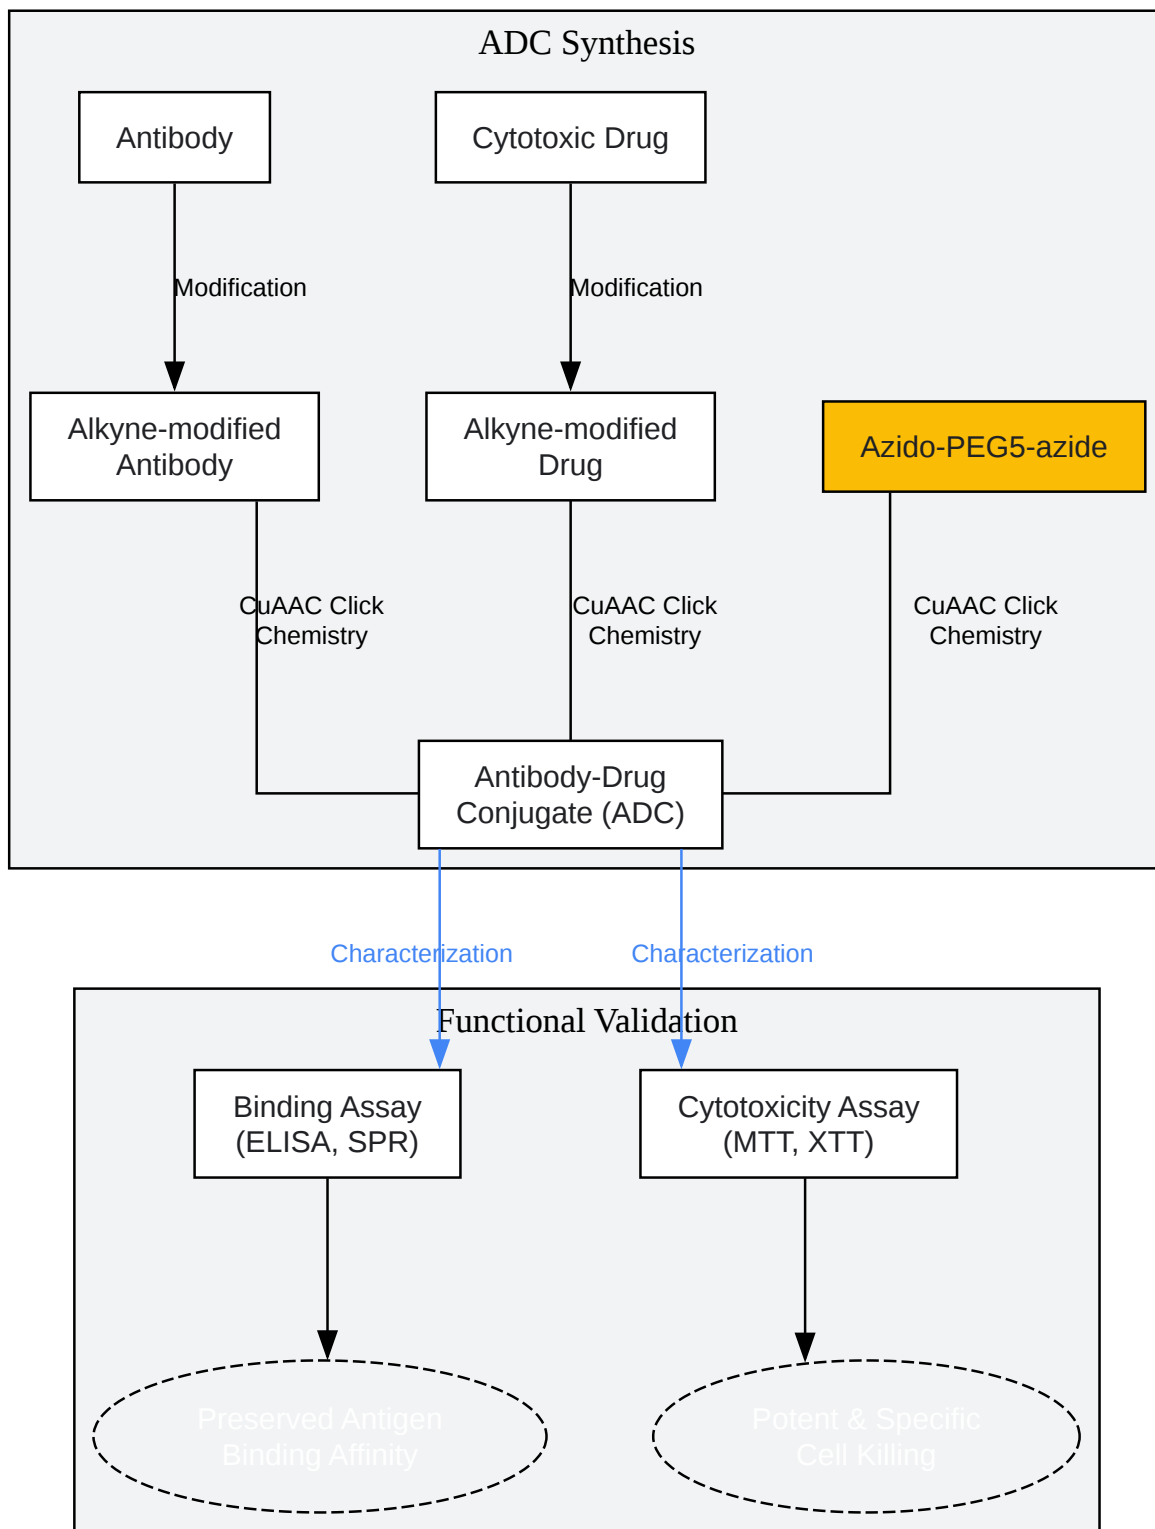 ADC Synthesis
Antibody
Cytotoxic Drug
Modification
Modification
Alkyne-modified
Antibody
Alkyne-modified
Drug
Azido-PEG5-azide
CuAAC Click
Chemistry
CuAAC Click
Chemistry
CuAAC Click
Chemistry
Antibody-Drug
Conjugate (ADC)
Characterization
Characterization
Functional Validation
Binding Assay
(ELISA, SPR)
Cytotoxicity Assay
(MTT, XTT)
Preserved Antigen
Binding Affinity
Potent & Specific
Cell Killing